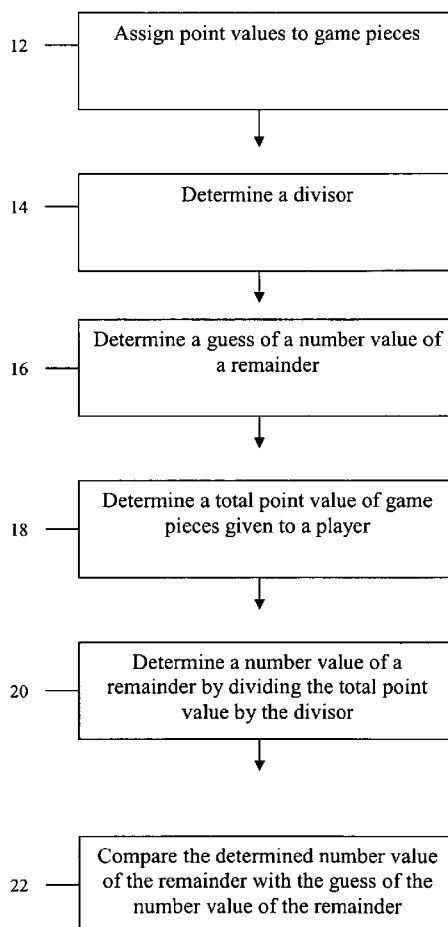 12
Assign point values to game pieces
14
Determine a divisor
16
Determine a guess of a number value of
a remainder
18
Determine a total point value of game
pieces given to a player
20
Determine a number value of a
remainder by dividing the total point
value by the divisor
22
Compare the determined number value
of the remainder with the guess of the
number value of the remainder